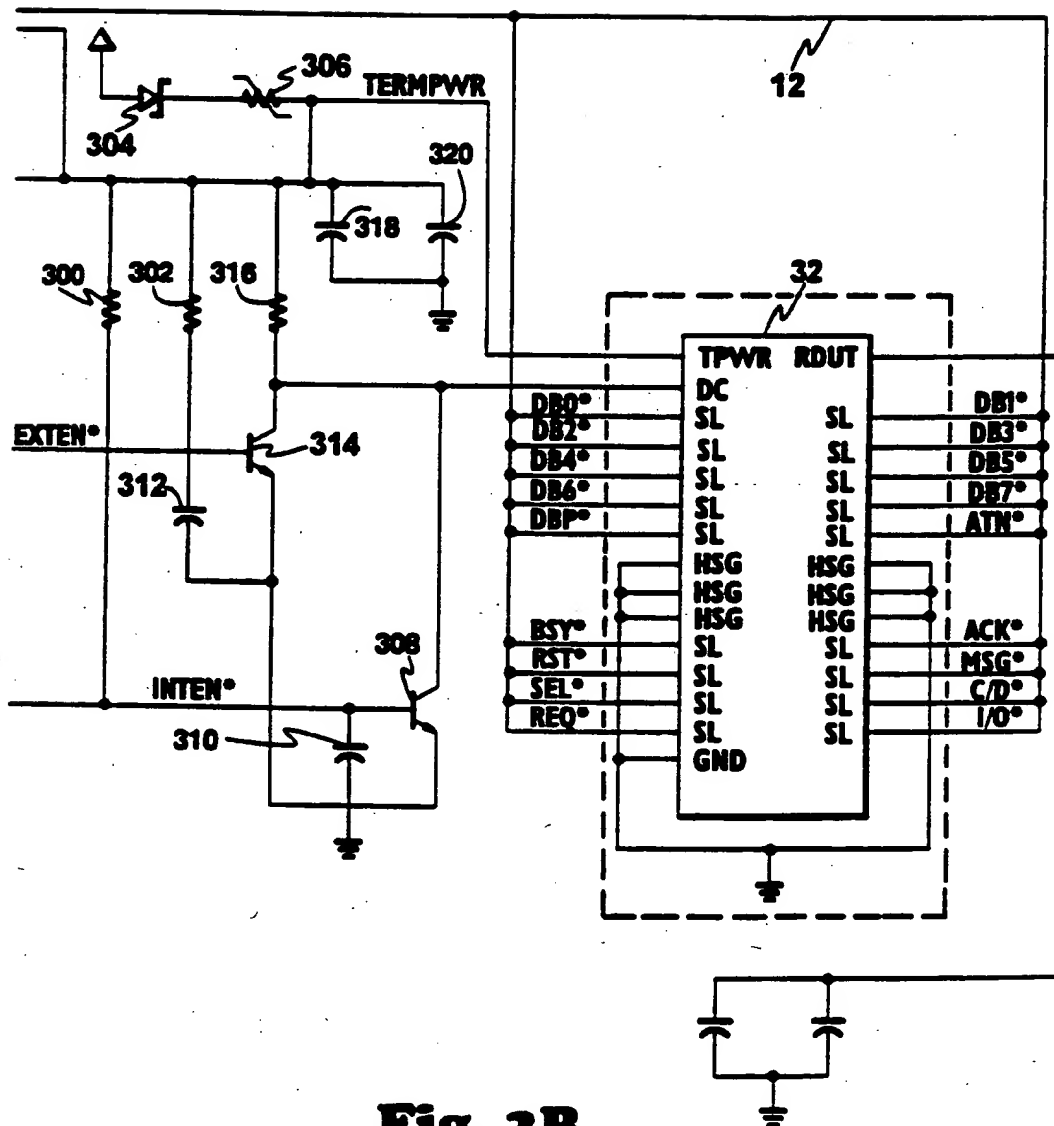 306
TERMPWR
12
304
320
318
300
302
316
32
TPWR RDUT
DC
DB0* SL SL DB1*
EXTEN*
314
DB2* SL SL DB3*
DB4* SL SL DB5*
312
DB6* SL SL DB7*
DBP* SL SL ATN*
HSG HSG
HSG HSG
HSG HSG
308
BSY* SL SL ACK*
RST* SL SL MSG*
INTEN*
SEL* SL SL C/D*
REQ* SL SL I/O*
310
GND